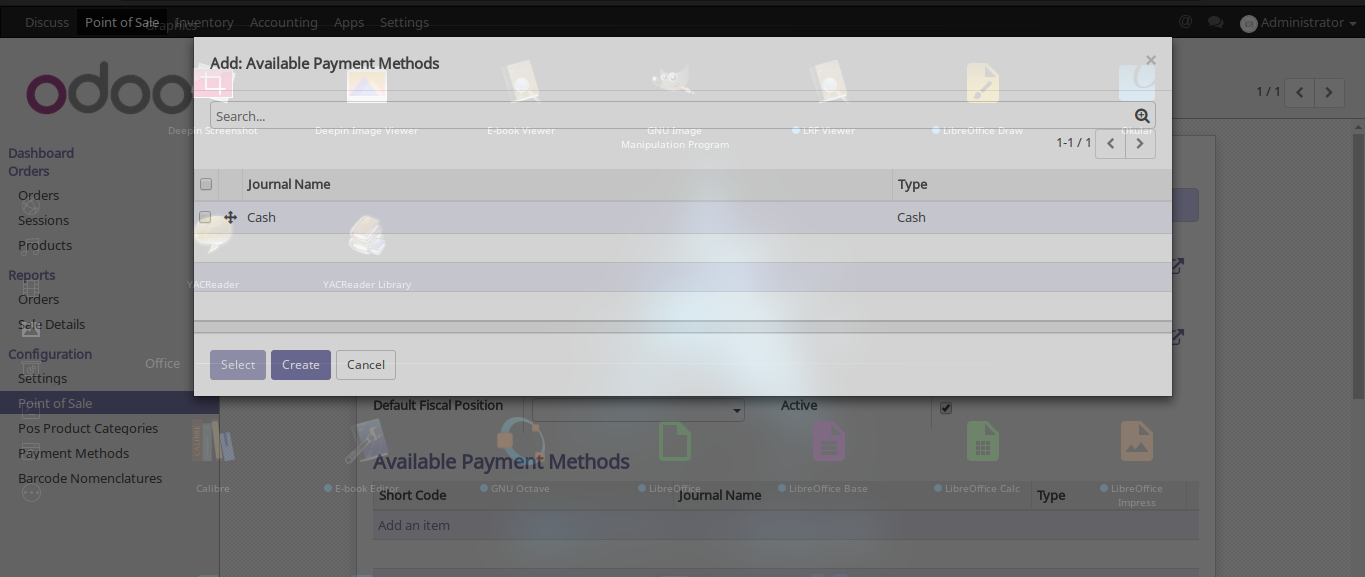 Discuss Point of Sale Inventory Accounting Apps Settings @ Administrator
Graphics
odoo
Add: Available Payment Methods ×
1 / 1
Deepin Screenshot Deepin Image Viewer E-book Viewer GNU Image Manipulation Program LRF Viewer LibreOffice Draw Okular
Search...
1-1 / 1
Journal Name Type
Cash Cash
YACReader YACReader Library
Select Create Cancel
Dashboard
Orders
Orders
Sessions
Products
Reports
Orders
Sale Details
Configuration
Office
Settings
Point of Sale
Pos Product Categories
Payment Methods
Barcode Nomenclatures
Default Fiscal Position Active
Available Payment Methods
Calibre E-book Editor GNU Octave LibreOffice LibreOffice Base LibreOffice Calc LibreOffice Impress
Short Code Journal Name Type
Add an item